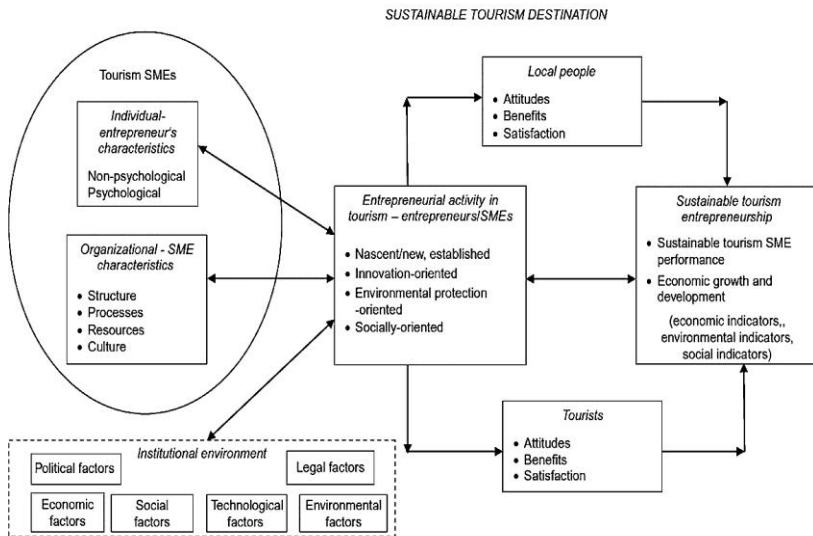 SUSTAINABLE TOURISM DESTINATION
Tourism SMEs
Individual-
entrepreneur's
characteristics
Non-psychological
Psychological
Organizational - SME
characteristics
• Structure
• Processes
• Resources
• Culture
Local people
• Attitudes
• Benefits
• Satisfaction
Entrepreneurial activity in
tourism – entrepreneurs/SMEs
• Nascent/new, established
• Innovation-oriented
• Environmental protection
-oriented
• Socially-oriented
Sustainable tourism
entrepreneurship
• Sustainable tourism SME
performance
• Economic growth and
development
(economic indicators,,
environmental indicators,
social indicators)
Tourists
• Attitudes
• Benefits
• Satisfaction
Institutional environment
Political factors
Legal factors
Economic
factors
Social
factors
Technological
factors
Environmental
factors